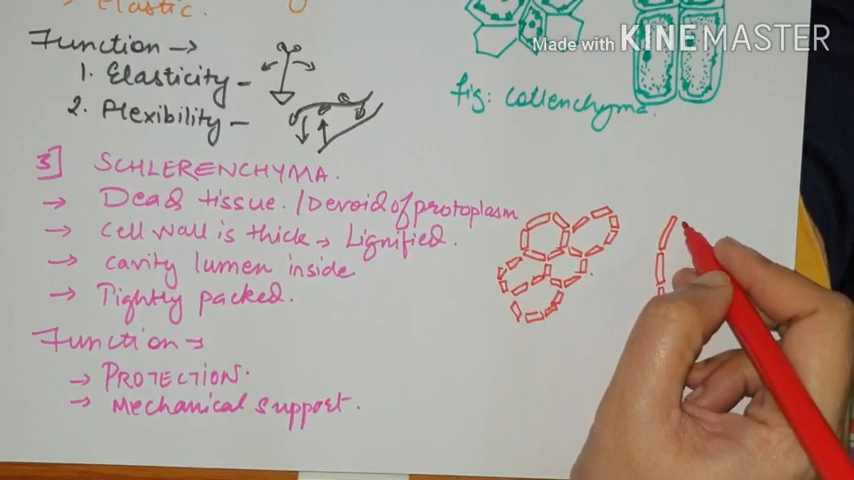 → Elastic.
Function →
1. Elasticity -
2. Flexibility -
Made with KINEMASTER
fig: collenchyma.
3] SCHLERENCHYMA.
→ Dead tissue. / Devoid of protoplasm
→ Cell wall is thick → Lignified.
→ cavity lumen inside
→ Tightly packed.
Function →
→ PROTECTION.
→ Mechanical support.